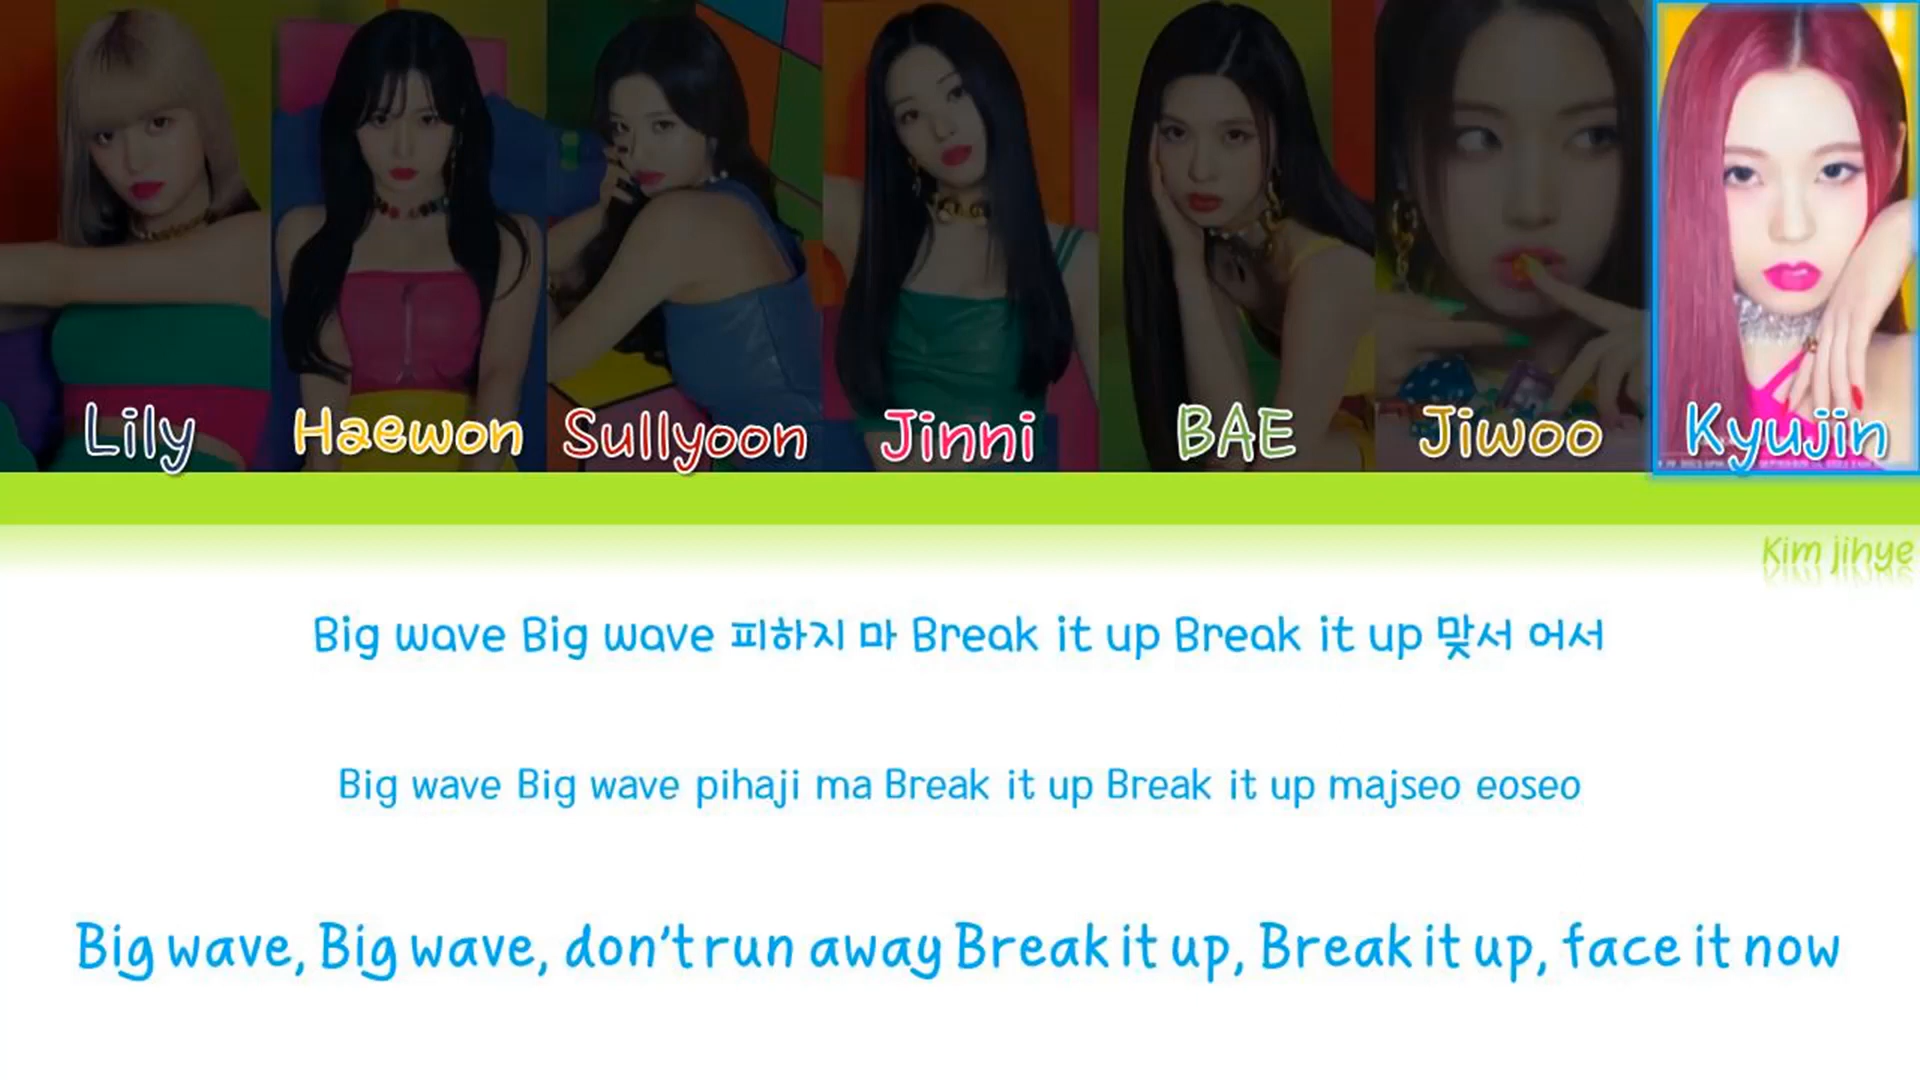 Lily Haewon Sullyoon Jinni BAE Jiwoo Kyujin
Kim jihye
Big wave Big wave 피하지 마 Break it up Break it up 맞서 어서
Big wave Big wave pihaji ma Break it up Break it up majseo eoseo
Big wave, Big wave, don't run away Break it up, Break it up, face it now